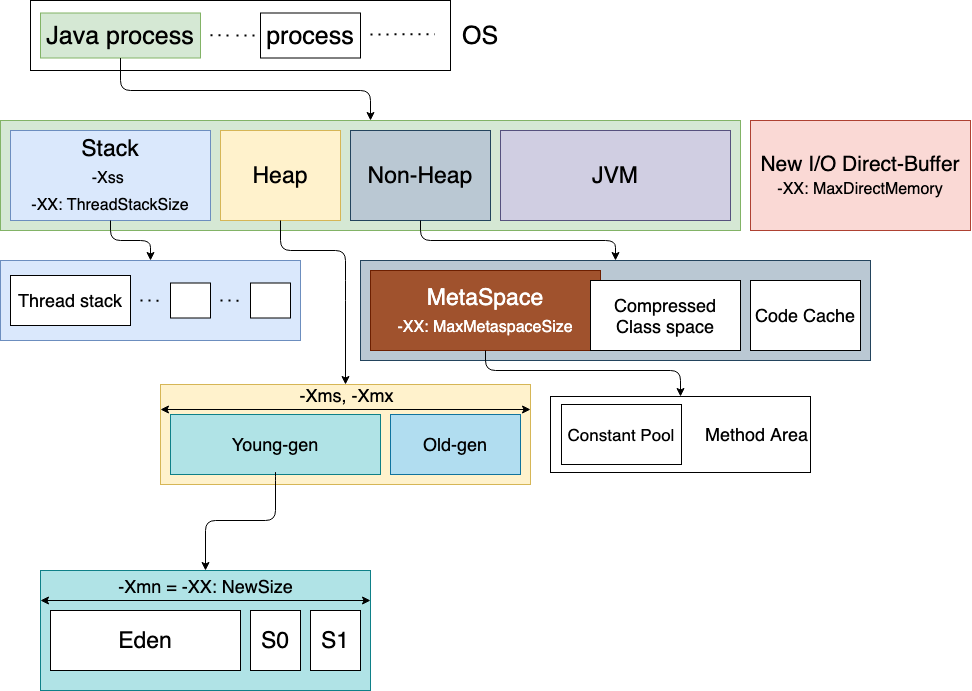 Java process
process
OS
Stack
-Xss
-XX: ThreadStackSize
Heap
Non-Heap
JVM
New I/O Direct-Buffer
-XX: MaxDirectMemory
Thread stack
MetaSpace
-XX: MaxMetaspaceSize
Compressed
Class space
Code Cache
-Xms, -Xmx
Young-gen
Old-gen
Constant Pool
Method Area
-Xmn = -XX: NewSize
Eden
S0
S1